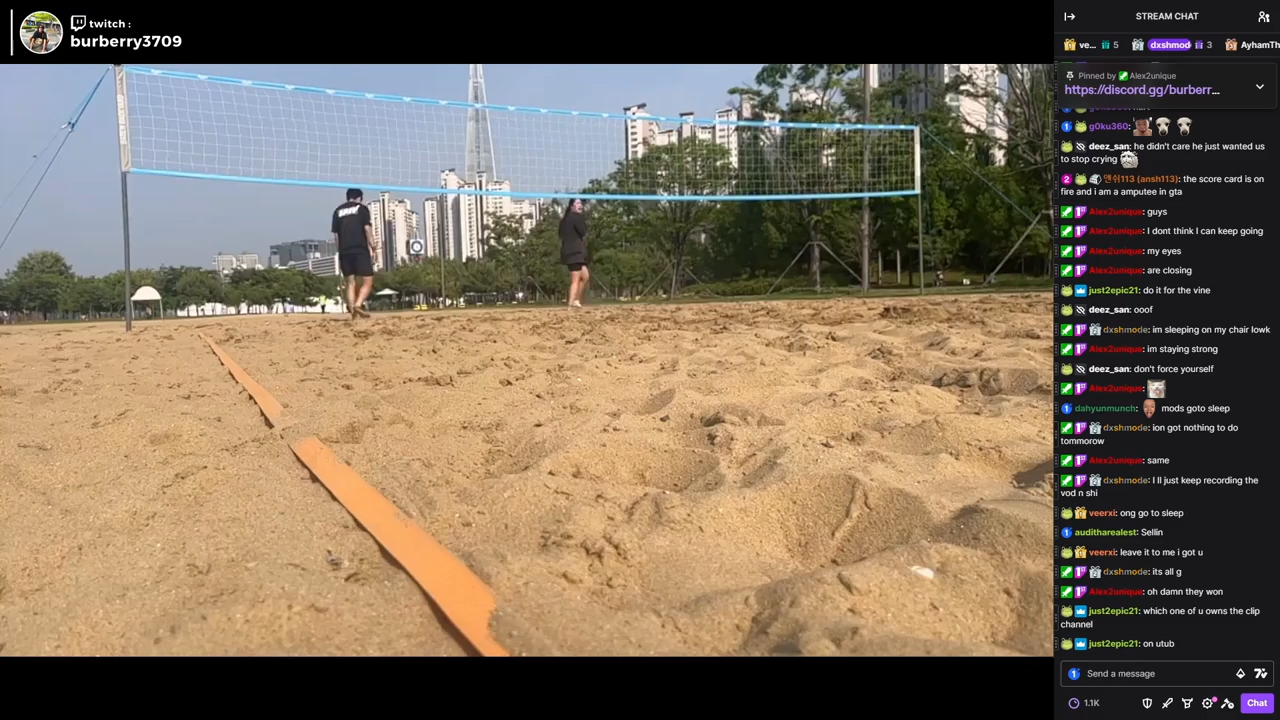 twitch :
burberry3709
STREAM CHAT
ve... 5
dxshmod 3
AyhamTh
Pinned by Alex2unique
https://discord.gg/burberr...
g0ku360:
deez_san: he didn't care he just wanted us
to stop crying
맨쉬113 (ansh113): the score card is on
fire and i am a amputee in gta
Alex2unique: guys
Alex2unique: I dont think I can keep going
Alex2unique: my eyes
Alex2unique: are closing
just2epic21: do it for the vine
deez_san: ooof
dxshmode: im sleeping on my chair lowk
Alex2unique: im staying strong
deez_san: don't force yourself
Alex2unique:
dahyunmunch: mods goto sleep
dxshmode: ion got nothing to do
tommorow
Alex2unique: same
dxshmode: I ll just keep recording the
vod n shi
veerxi: ong go to sleep
auditharealest: Sellin
veerxi: leave it to me i got u
dxshmode: its all g
Alex2unique: oh damn they won
just2epic21: which one of u owns the clip
channel
just2epic21: on utub
Send a message
1.1K
Chat